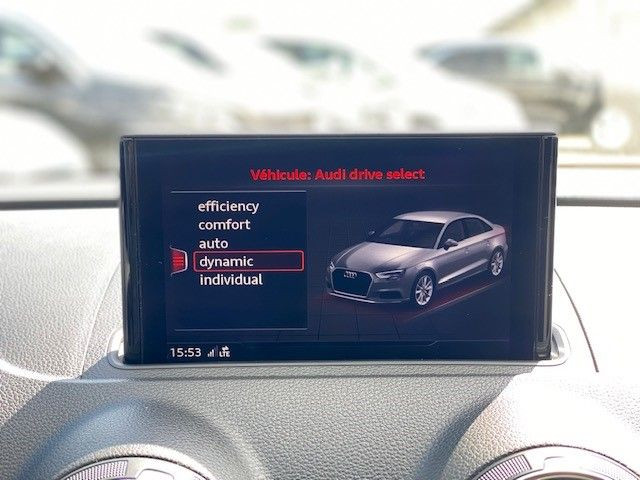 Véhicule: Audi drive select
efficiency
comfort
auto
dynamic
individual
15:53 LTE